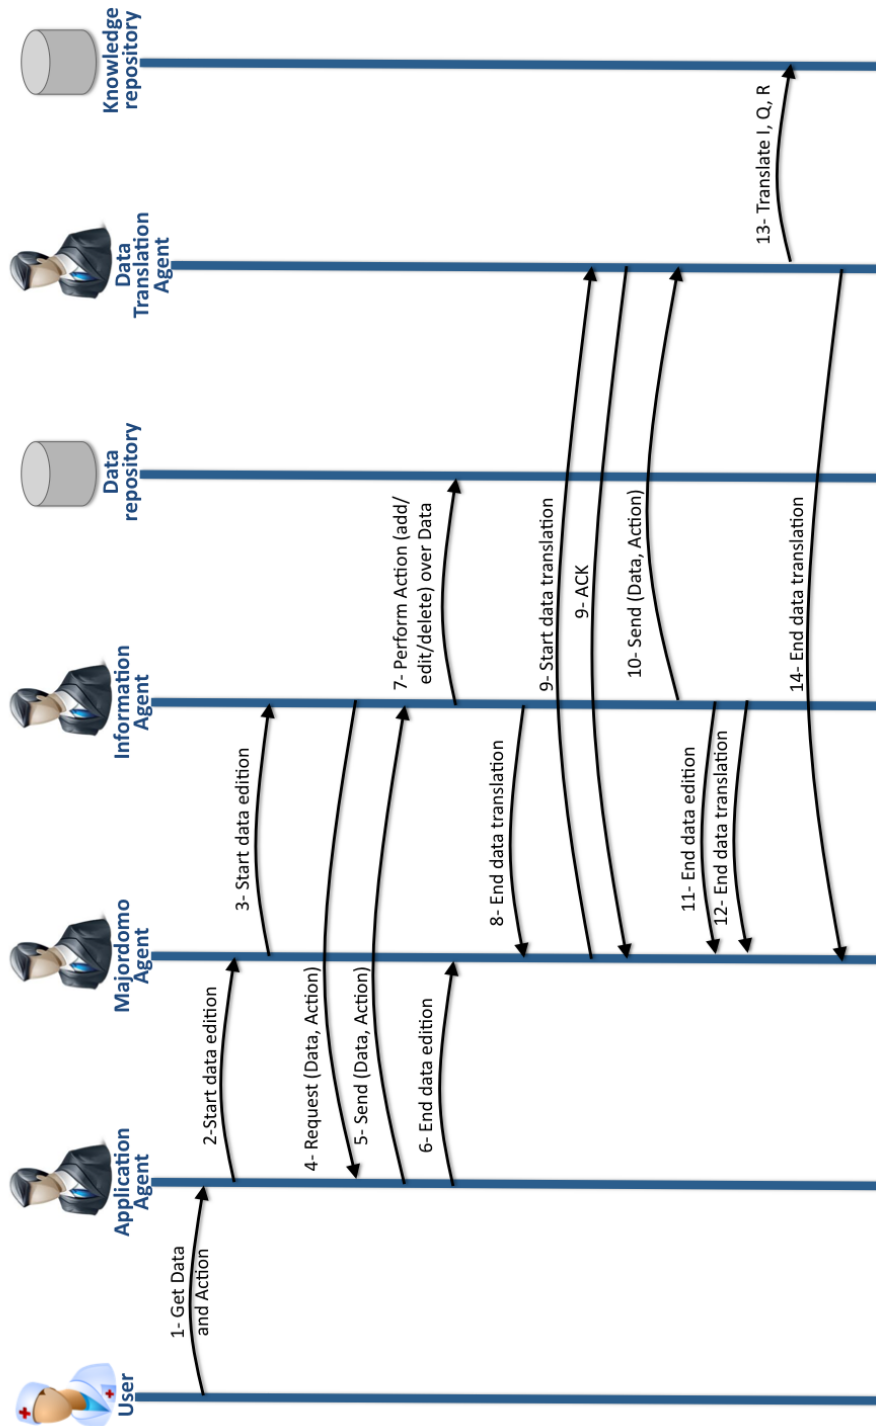 User
Application
Agent
Majordomo
Agent
Information
Agent
Data
repository
Data
Translation
Agent
Knowledge
repository
1- Get Data
and Action
2-Start data edition
3- Start data edition
4- Request (Data, Action)
5- Send (Data, Action)
6- End data edition
7- Perform Action (add/
edit/delete) over Data
8- End data translation
9- Start data translation
9- ACK
10- Send (Data, Action)
11- End data edition
12- End data translation
13- Translate I, Q, R
14- End data translation